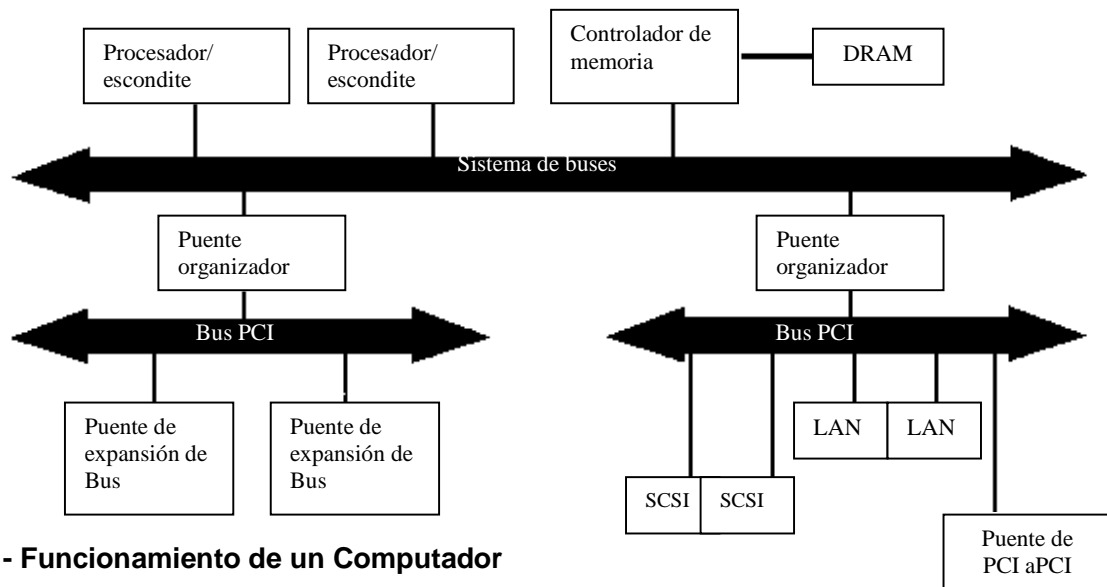 Procesador/
escondite
Procesador/
escondite
Controlador de
memoria
DRAM
Sistema de buses
Puente
organizador
Puente
organizador
Bus PCI
Bus PCI
Puente de
expansión de
Bus
Puente de
expansión de
Bus
LAN
LAN
SCSI
SCSI
Puente de
PCI aPCI
- Funcionamiento de un Computador